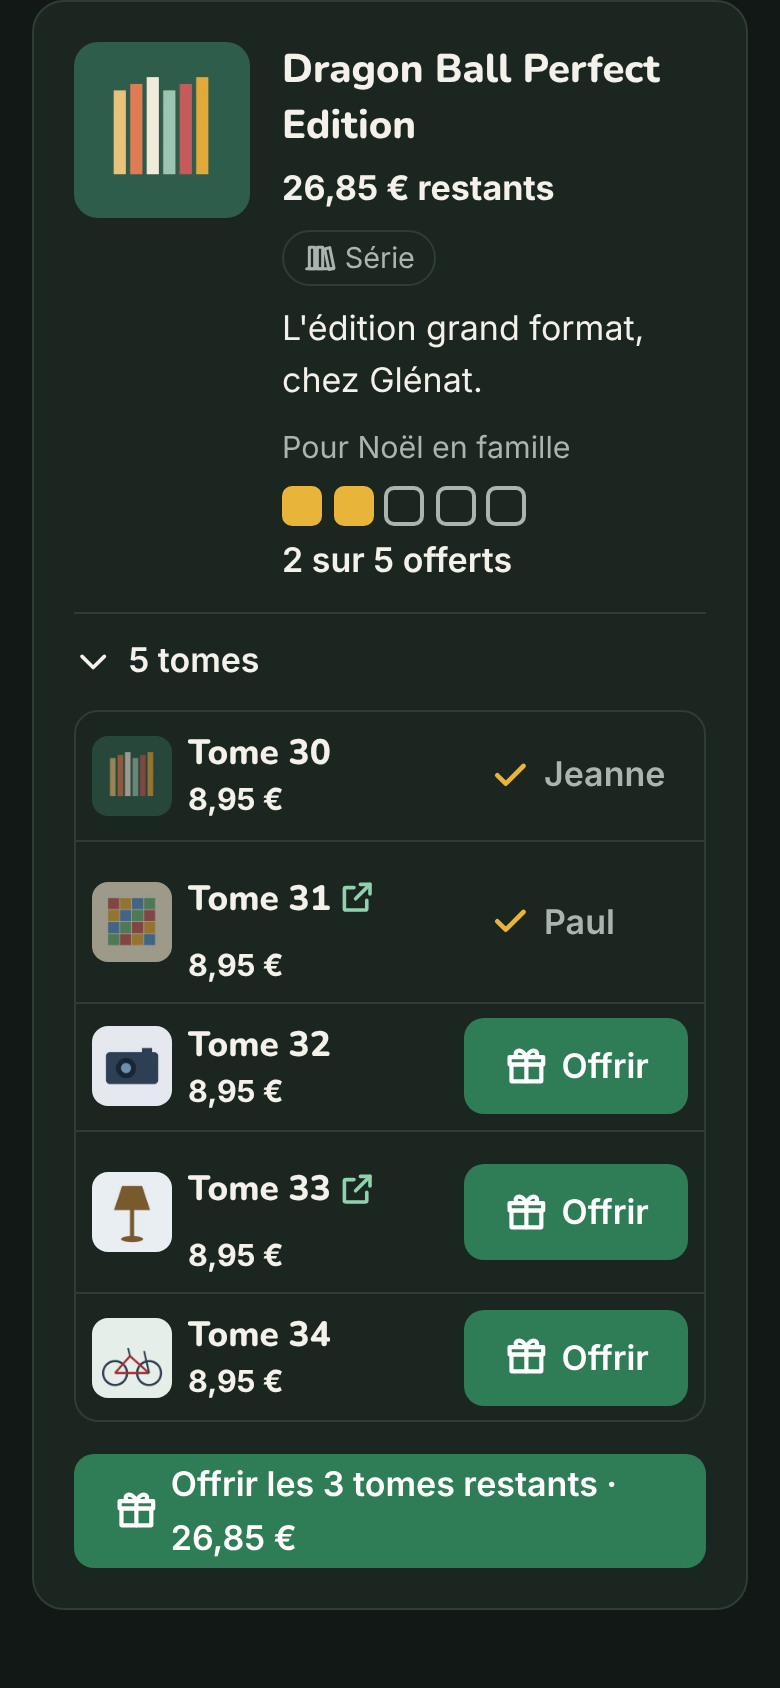 Dragon Ball Perfect
Edition
26,85 € restants
Série
L'édition grand format,
chez Glénat.
Pour Noël en famille
2 sur 5 offerts
5 tomes
Tome 30
8,95 €
Jeanne
Tome 31
8,95 €
Paul
Tome 32
8,95 €
Offrir
Tome 33
8,95 €
Offrir
Tome 34
8,95 €
Offrir
Offrir les 3 tomes restants ·
26,85 €